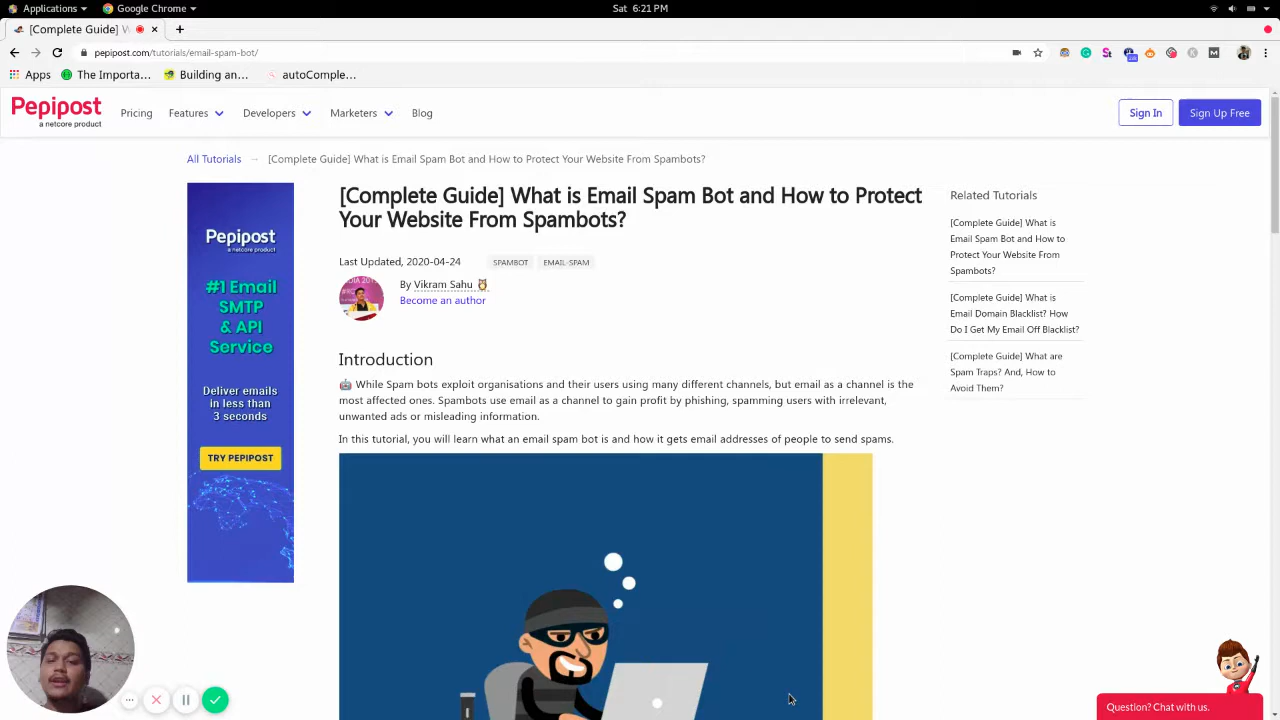 Applications
Google Chrome
Sat 6:21 PM
[Complete Guide] W
pepipost.com/tutorials/email-spam-bot/
Apps
The Importa...
Building an...
autoComple...
Pepipost
a netcore product
Pricing
Features
Developers
Marketers
Blog
Sign In
Sign Up Free
All Tutorials → [Complete Guide] What is Email Spam Bot and How to Protect Your Website From Spambots?
Pepipost
a netcore product
#1 Email
SMTP
& API
Service
Deliver emails
in less than
3 seconds
TRY PEPIPOST
[Complete Guide] What is Email Spam Bot and How to Protect
Your Website From Spambots?
Last Updated, 2020-04-24
SPAMBOT
EMAIL-SPAM
By Vikram Sahu
Become an author
Introduction
While Spam bots exploit organisations and their users using many different channels, but email as a channel is the
most affected ones. Spambots use email as a channel to gain profit by phishing, spamming users with irrelevant,
unwanted ads or misleading information.
In this tutorial, you will learn what an email spam bot is and how it gets email addresses of people to send spams.
Related Tutorials
[Complete Guide] What is
Email Spam Bot and How to
Protect Your Website From
Spambots?
[Complete Guide] What is
Email Domain Blacklist? How
Do I Get My Email Off Blacklist?
[Complete Guide] What are
Spam Traps? And, How to
Avoid Them?
Question? Chat with us.